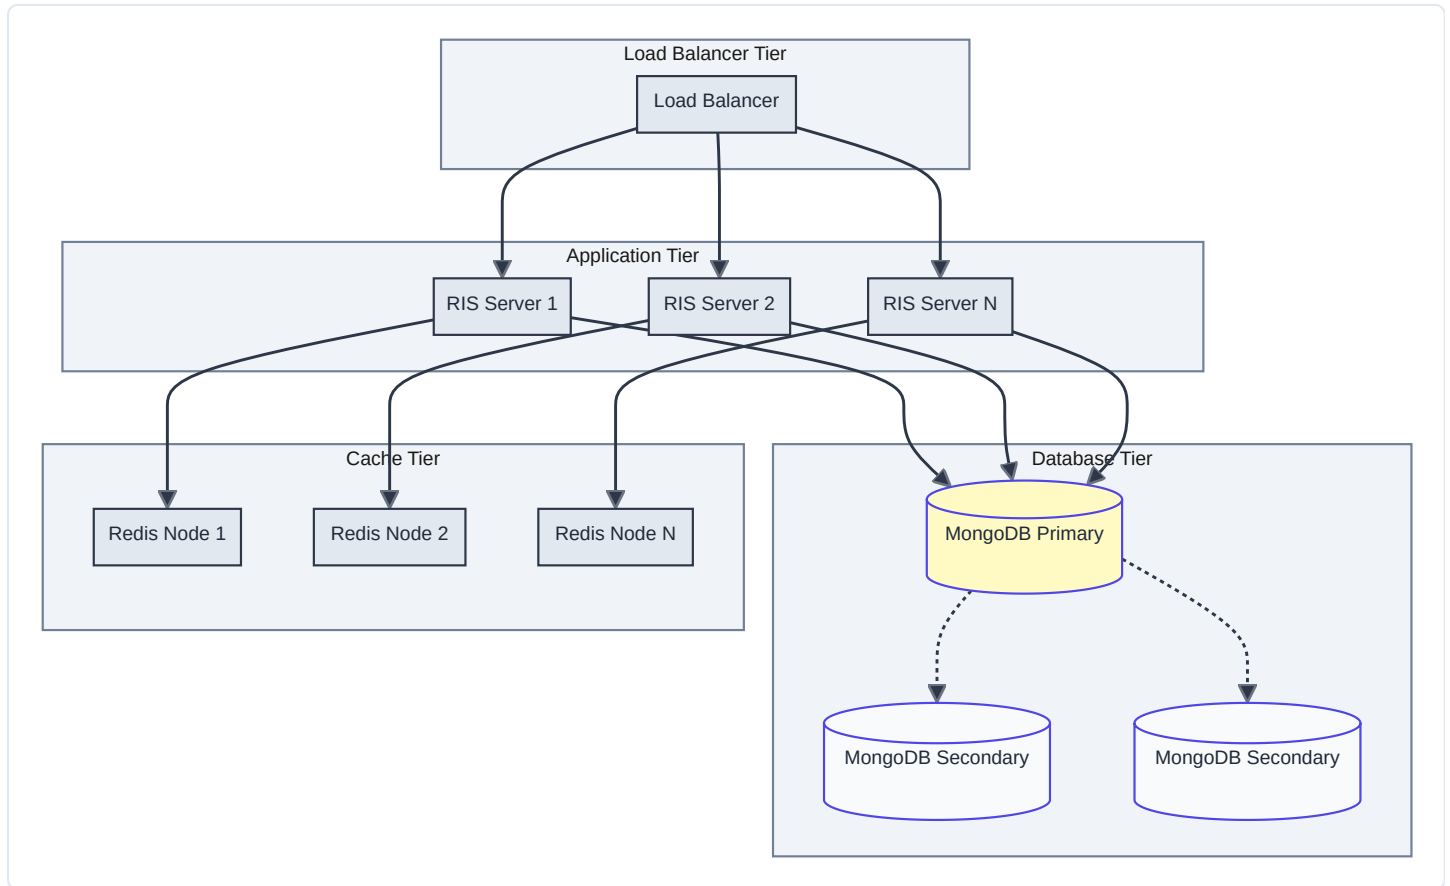 Load Balancer Tier
Load Balancer
Application Tier
RIS Server 1
RIS Server 2
RIS Server N
Cache Tier
Database Tier
Redis Node 1
Redis Node 2
Redis Node N
MongoDB Primary
MongoDB Secondary
MongoDB Secondary